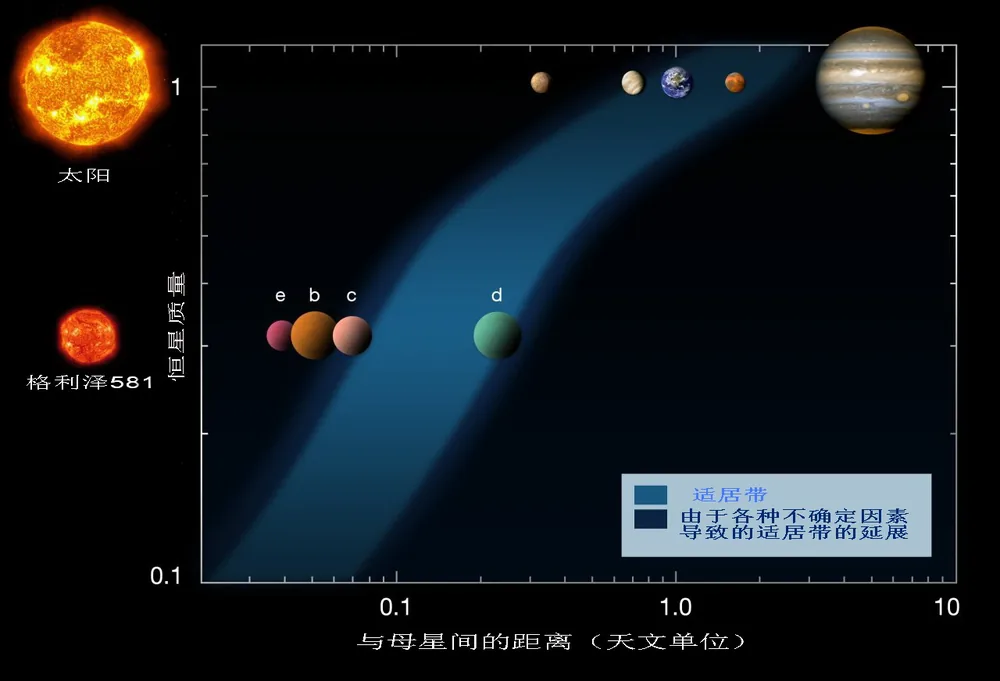 太阳
1
恒星质量
e b c d
格利泽581
适居带
由于各种不确定因素
导致的适居带的延展
0.1
0.1 1.0 10
与母星间的距离（天文单位）